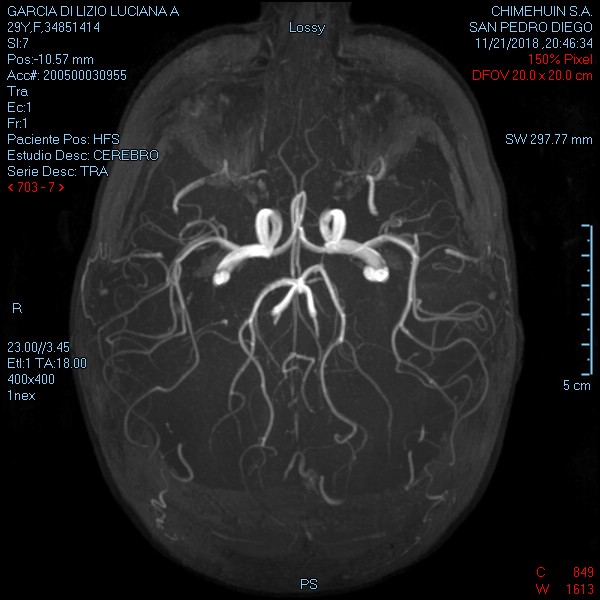 GARCIA DI LIZIO LUCIANA A
29Y,F,34851414
Sl:7
Pos:-10.57 mm
Acc#: 200500030955
Tra
Ec:1
Fr:1
Paciente Pos: HFS
Estudio Desc: CEREBRO
Serie Desc: TRA
< 703 - 7 >
Lossy
CHIMEHUIN S.A.
SAN PEDRO DIEGO
11/21/2018 ,20:46:34
150% Pixel
DFOV 20.0 x 20.0 cm
SW 297.77 mm
R
5 cm
23.00//3.45
Etl:1 TA:18.00
400x400
1nex
PS
C 849
W 1613